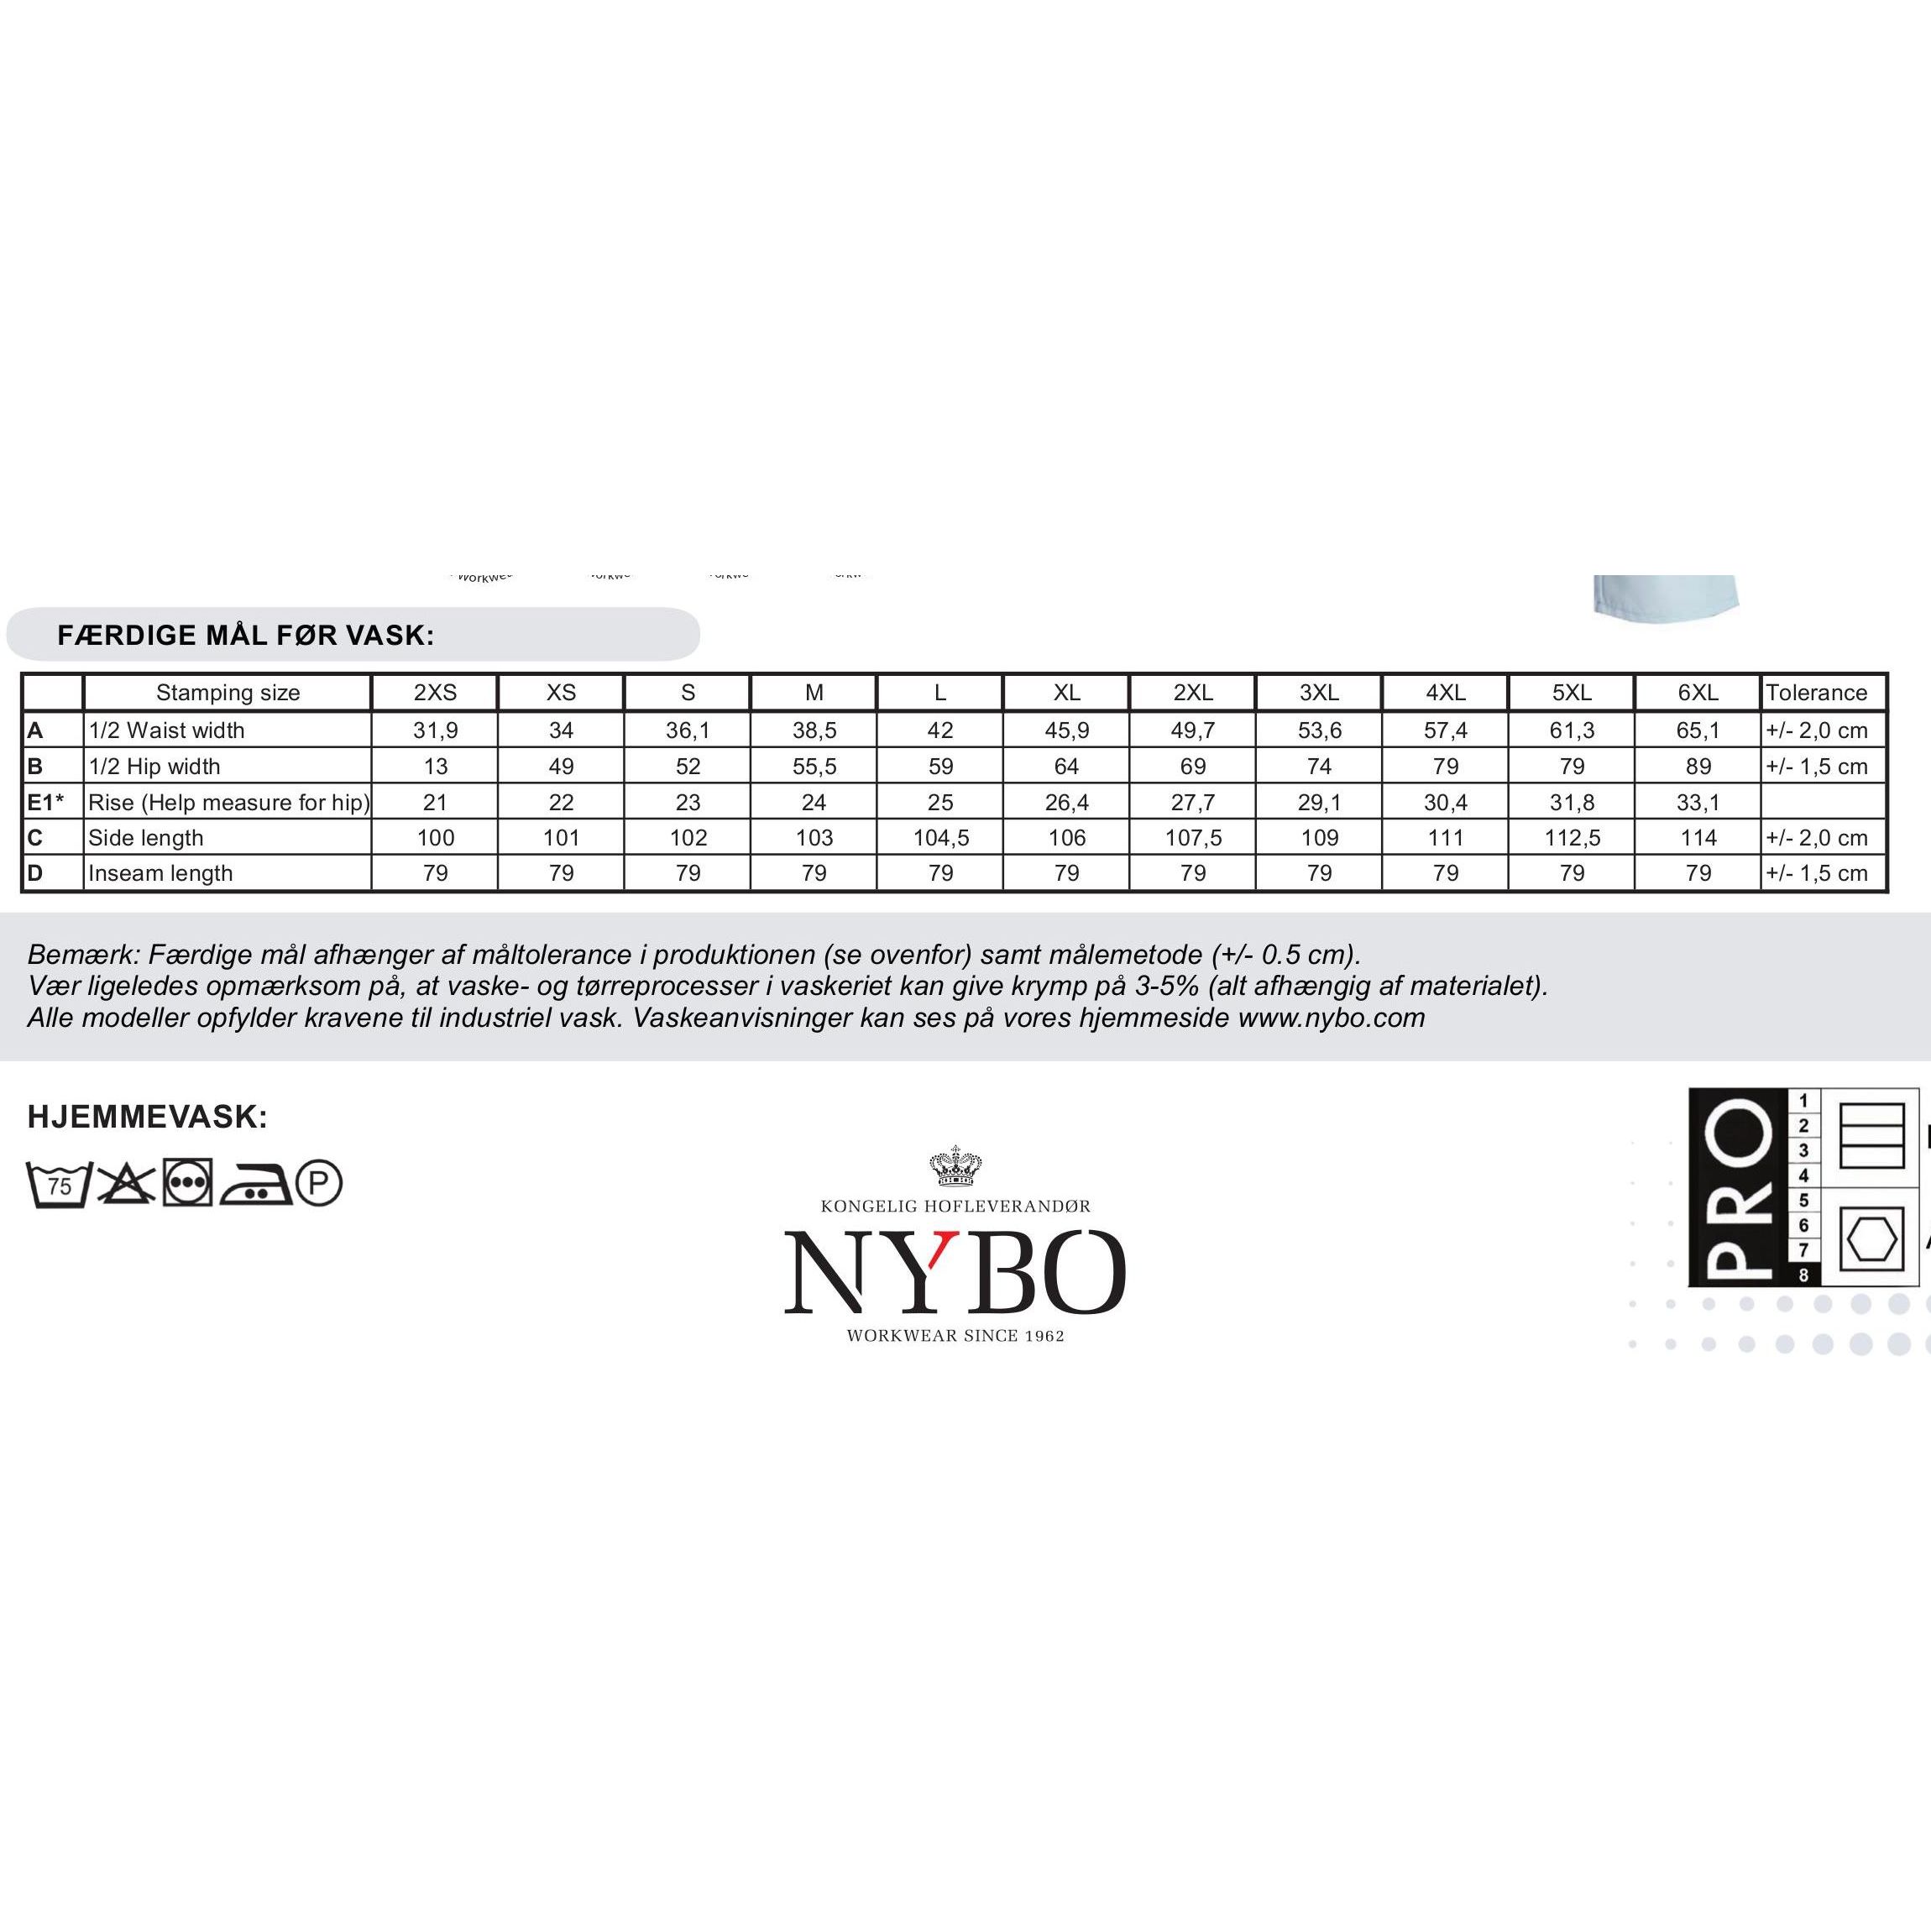 Workwe
FÆRDIGE MÅL FØR VASK:
Stamping size 2XS XS S M L XL 2XL 3XL 4XL 5XL 6XL Tolerance
A 1/2 Waist width 31,9 34 36,1 38,5 42 45,9 49,7 53,6 57,4 61,3 65,1 +/- 2,0 cm
B 1/2 Hip width 13 49 52 55,5 59 64 69 74 79 79 89 +/- 1,5 cm
E1* Rise (Help measure for hip) 21 22 23 24 25 26,4 27,7 29,1 30,4 31,8 33,1
C Side length 100 101 102 103 104,5 106 107,5 109 111 112,5 114 +/- 2,0 cm
D Inseam length 79 79 79 79 79 79 79 79 79 79 79 +/- 1,5 cm
Bemærk: Færdige mål afhænger af måltolerance i produktionen (se ovenfor) samt målemetode (+/- 0.5 cm).
Vær ligeledes opmærksom på, at vaske- og tørreprocesser i vaskeriet kan give krymp på 3-5% (alt afhængig af materialet).
Alle modeller opfylder kravene til industriel vask. Vaskeanvisninger kan ses på vores hjemmeside www.nybo.com
HJEMMEVASK:
75 P
KONGELIG HOFLEVERANDØR
NYBO
WORKWEAR SINCE 1962
PRO
1
2
3
4
5
6
7
8